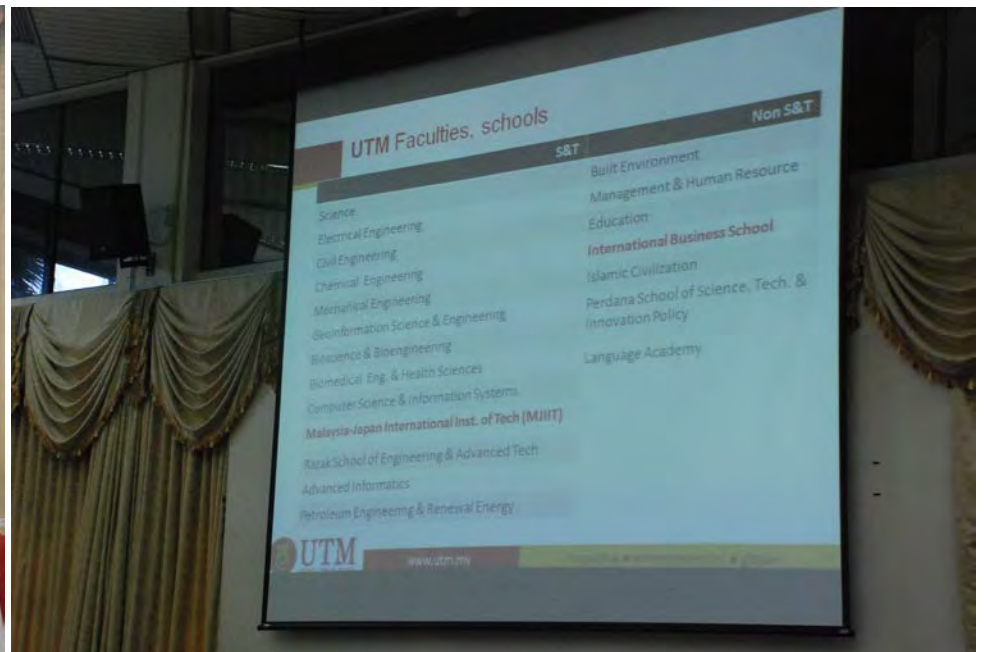 UTM Faculties, schools
S&T
Science
Electrical Engineering
Civil Engineering
Chemical Engineering
Mechanical Engineering
Geoinformation Science & Engineering
Bioscience & Bioengineering
Biomedical Eng. & Health Sciences
Computer Science & Information Systems
Malaysia-Japan International Inst. of Tech (MJIIT)
Razak School of Engineering & Advanced Tech
Advanced Informatics
Petroleum Engineering & Renewal Energy
Non S&T
Built Environment
Management & Human Resource
Education
International Business School
Islamic Civilization
Perdana School of Science, Tech. &
Innovation Policy
Language Academy
UTM
www.utm.my